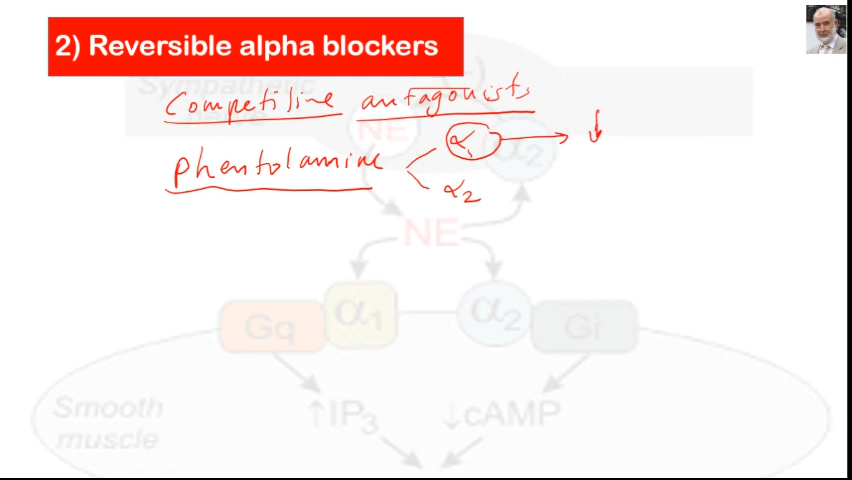 2) Reversible alpha blockers
Sympathetic
nerve
Competitive antagonists
NE
α2
α1 → ↓
phentolamine
α2
NE
Gq α1 α2 Gi
Smooth
muscle
↑IP3 ↓cAMP